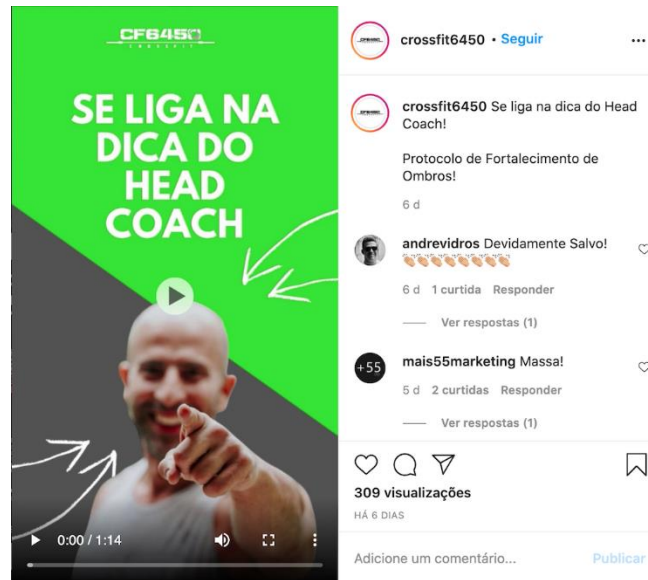 CF6450
CROSSFIT
SE LIGA NA
DICA DO
HEAD
COACH
0:00 / 1:14
crossfit6450 • Seguir
crossfit6450 Se liga na dica do Head
Coach!
Protocolo de Fortalecimento de
Ombros!
6 d
andrevidros Devidamente Salvo!
👏🏼👏🏼👏🏼👏🏼👏🏼👏🏼👏🏼👏🏼
6 d 1 curtida Responder
Ver respostas (1)
+55
mais55marketing Massa!
5 d 2 curtidas Responder
Ver respostas (1)
309 visualizações
HÁ 6 DIAS
Adicione um comentário... Publicar